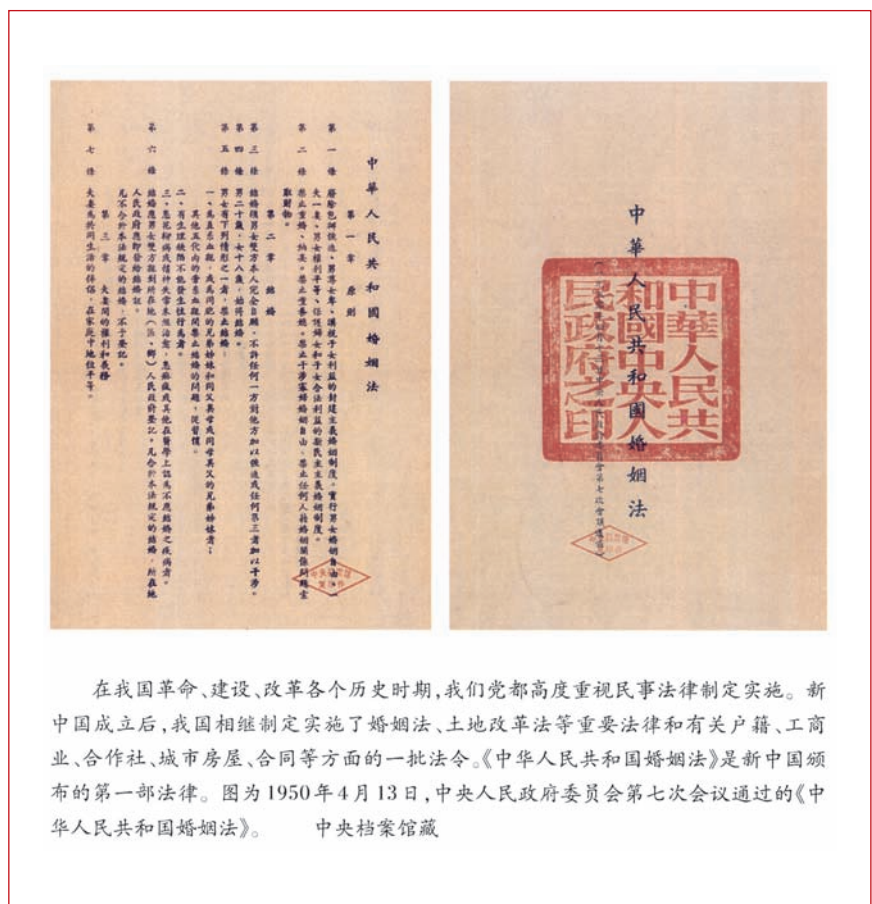 中華人民共和國婚姻法
中華人民共
和國中央人
民政府之印
中華人民共和國婚姻法
第一章 原則
第一條 廢除包辦強迫、男尊女卑、漠視子女利益的封建主義婚姻制度。實行男女婚姻自由、一
夫一妻、男女權利平等、保護婦女和子女合法利益的新民主主義婚姻制度。
第二條 禁止重婚、納妾。禁止童養媳。禁止干涉寡婦婚姻自由。禁止任何人藉婚姻關係問題索
取財物。
第二章 結婚
第三條 結婚須男女雙方本人完全自願,不許任何一方對他方加以強迫或任何第三者加以干涉。
第四條 男二十歲,女十八歲,始得結婚。
第五條 男女有下列情形之一者,禁止結婚:
一、為直系血親,或為同胞的兄弟姊妹和同父異母或同母異父的兄弟姊妹者;
其他五代內的旁系血親間禁止結婚的問題,從習慣。
二、有生理缺陷不能發生性行為者。
三、患花柳病或精神失常未經治愈,患痲瘋或其他在醫學上認為不應結婚之疾病者。
第六條 結婚應男女雙方親到所在地(區、鄉)人民政府登記。凡合於本法規定的結婚,所在地
人民政府應即發給結婚證。
凡不合於本法規定的結婚,不予登記。
第三章 夫妻間的權利和義務
第七條 夫妻為共同生活的伴侶,在家庭中地位平等。
在我国革命、建设、改革各个历史时期,我们党都高度重视民事法律制定实施。新
中国成立后,我国相继制定实施了婚姻法、土地改革法等重要法律和有关户籍、工商
业、合作社、城市房屋、合同等方面的一批法令。《中华人民共和国婚姻法》是新中国颁
布的第一部法律。图为1950年4月13日,中央人民政府委员会第七次会议通过的《中
华人民共和国婚姻法》。 中央档案馆藏